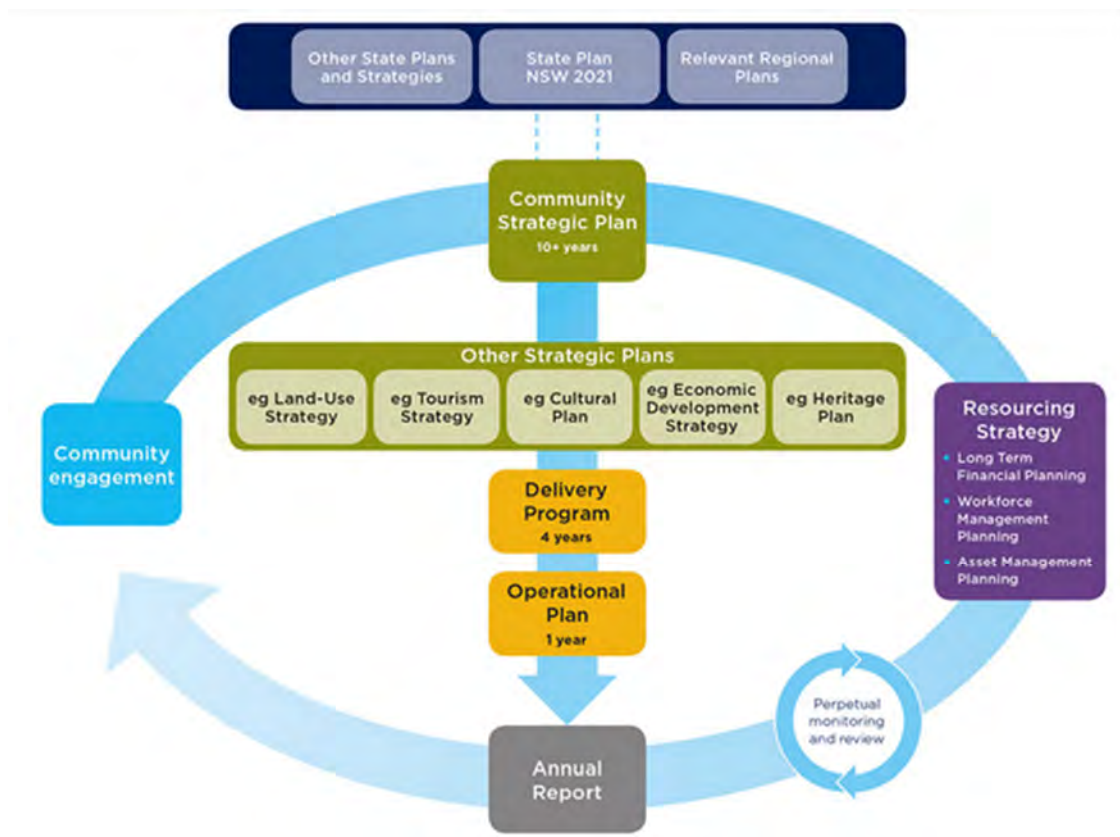 Other State Plans
and Strategies
State Plan
NSW 2021
Relevant Regional
Plans
Community
Strategic Plan
10+ years
Other Strategic Plans
eg Land-Use
Strategy
eg Tourism
Strategy
eg Cultural
Plan
eg Economic
Development
Strategy
eg Heritage
Plan
Community
engagement
Resourcing
Strategy
• Long Term
Financial Planning
• Workforce
Management
Planning
• Asset Management
Planning
Delivery
Program
4 years
Operational
Plan
1 year
Perpetual
monitoring
and review
Annual
Report